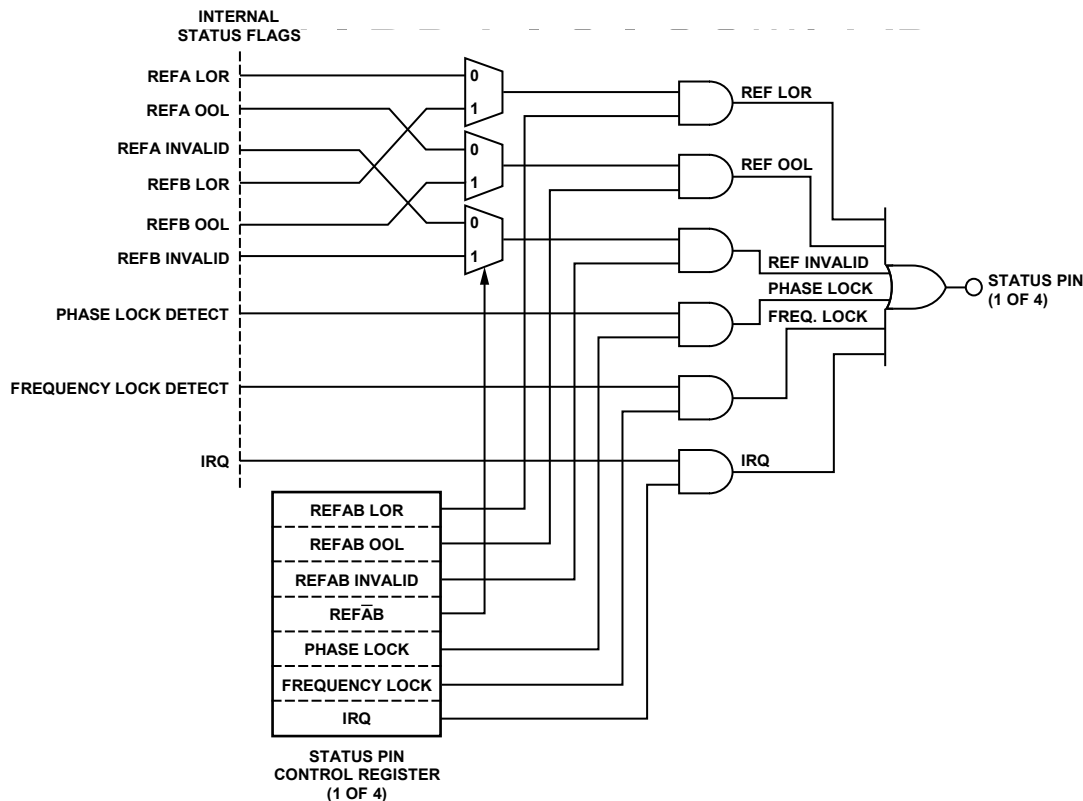 INTERNAL
STATUS FLAGS
REFA LOR
REFA OOL
REFA INVALID
REFB LOR
REFB OOL
REFB INVALID
PHASE LOCK DETECT
FREQUENCY LOCK DETECT
IRQ
0
1
0
1
0
1
REF LOR
REF OOL
REF INVALID
PHASE LOCK
FREQ. LOCK
IRQ
STATUS PIN
(1 OF 4)
REFAB LOR
REFAB OOL
REFAB INVALID
REFA̅B
PHASE LOCK
FREQUENCY LOCK
IRQ
STATUS PIN
CONTROL REGISTER
(1 OF 4)